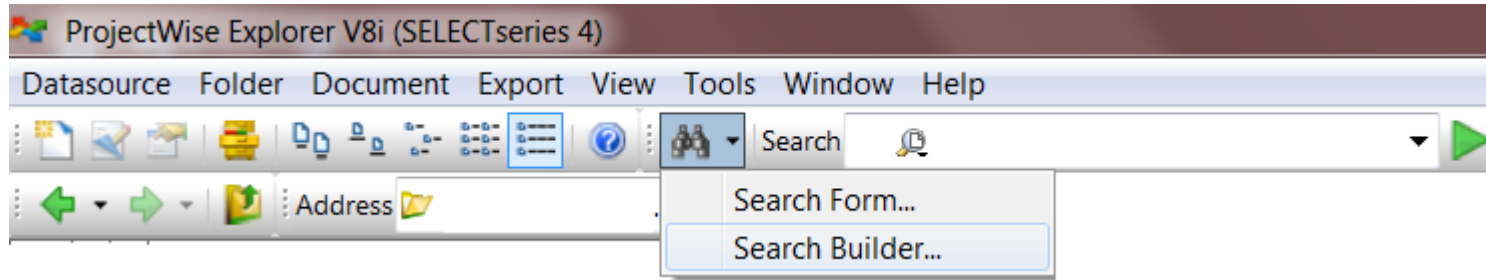 ProjectWise Explorer V8i (SELECTseries 4)
Datasource Folder Document Export View Tools Window Help
Search
Address
Search Form...
Search Builder...